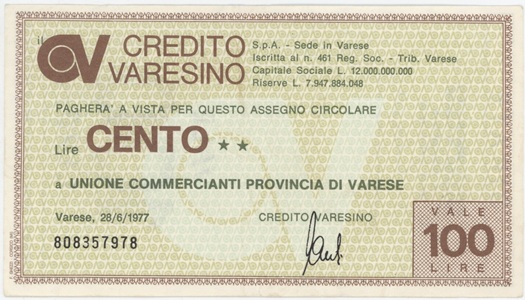 il CV CREDITO VARESINO
S.p.A. - Sede in Varese
Iscritta al n. 461 Reg. Soc. - Trib. Varese
Capitale Sociale L. 12.000.000.000
Riserve L. 7.947.884.048
PAGHERA' A VISTA PER QUESTO ASSEGNO CIRCOLARE
Lire CENTO ★★
a UNIONE COMMERCIANTI PROVINCIA DI VARESE
Varese, 28/6/1977 CREDITO VARESINO
808357978
VALE
100
LIRE